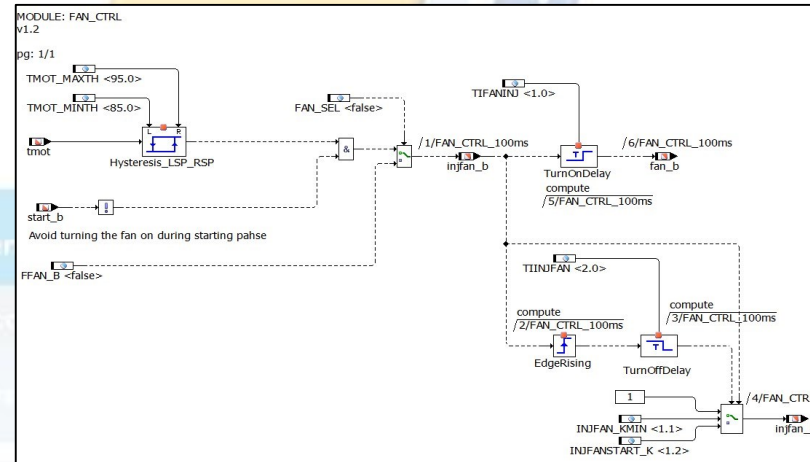 MODULE: FAN_CTRL
v1.2
pg: 1/1
TMOT_MAXTH <95.0>
TMOT_MINTH <85.0>
L R
tmot
Hysteresis_LSP_RSP
FAN_SEL <false>
&
/1/FAN_CTRL_100ms
injfan_b
TIFANINJ <1.0>
TurnOnDelay
compute
/5/FAN_CTRL_100ms
/6/FAN_CTRL_100ms
fan_b
start_b
!
Avoid turning the fan on during starting pahse
FFAN_B <false>
TIINJFAN <2.0>
compute
/2/FAN_CTRL_100ms
EdgeRising
compute
/3/FAN_CTRL_100ms
TurnOffDelay
1
/4/FAN_CTR
INJFAN_KMIN <1.1>
injfan_
INJFANSTART_K <1.2>